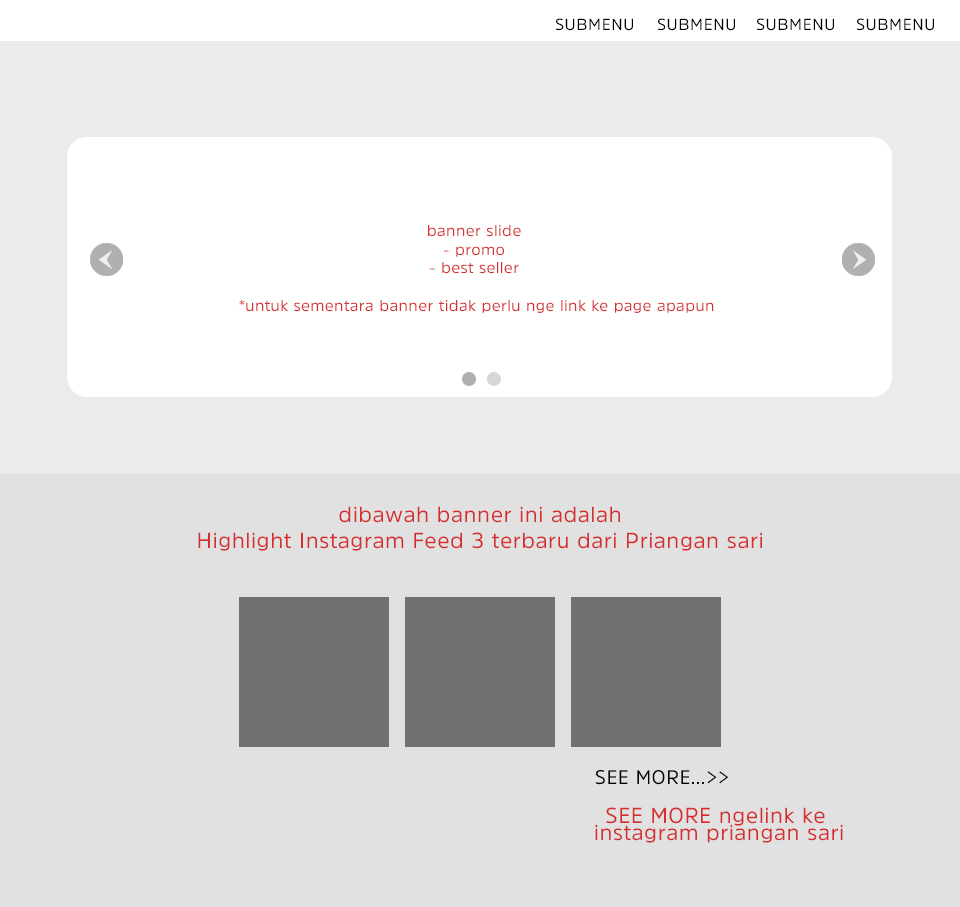 SUBMENU SUBMENU SUBMENU SUBMENU
banner slide
- promo
- best seller
*untuk sementara banner tidak perlu nge link ke page apapun
dibawah banner ini adalah
Highlight Instagram Feed 3 terbaru dari Priangan sari
SEE MORE...>>
SEE MORE ngelink ke
instagram priangan sari